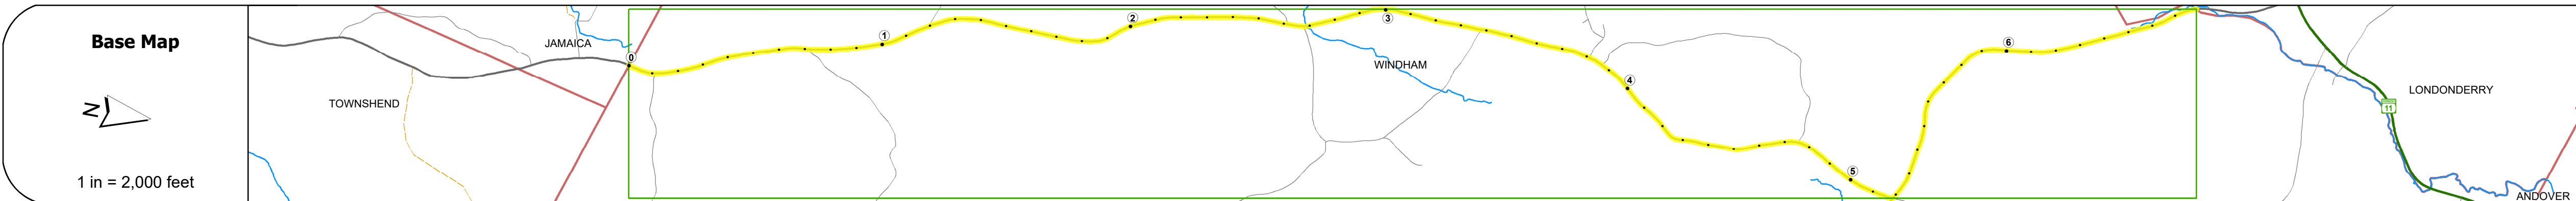 Base Map
N
1 in = 2,000 feet
JAMAICA
TOWNSHEND
0
1
2
3
WINDHAM
4
5
6
LONDONDERRY
11
ANDOVER